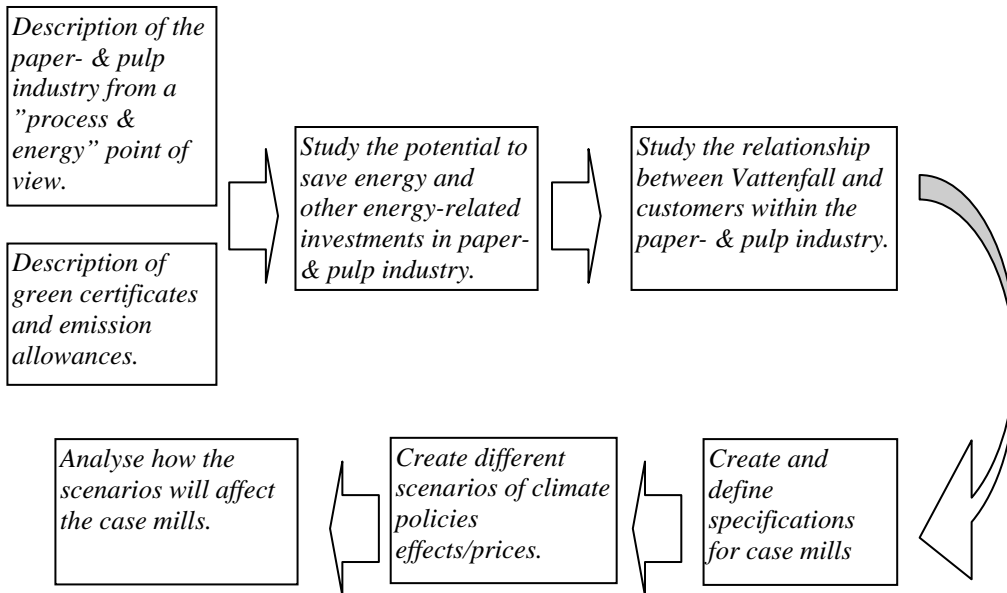 Description of the
paper- & pulp
industry from a
”process &
energy” point of
view.
Description of
green certificates
and emission
allowances.
Study the potential to
save energy and
other energy-related
investments in paper-
& pulp industry.
Study the relationship
between Vattenfall and
customers within the
paper- & pulp industry.
Create and
define
specifications
for case mills
Create different
scenarios of climate
policies
effects/prices.
Analyse how the
scenarios will affect
the case mills.